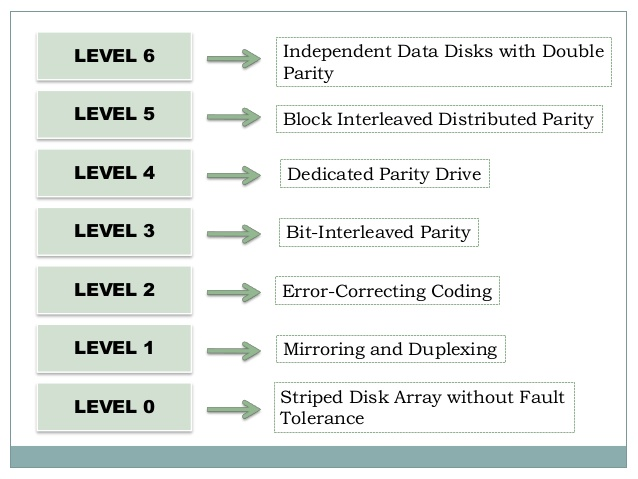 LEVEL 6
Independent Data Disks with Double
Parity
LEVEL 5
Block Interleaved Distributed Parity
LEVEL 4
Dedicated Parity Drive
LEVEL 3
Bit-Interleaved Parity
LEVEL 2
Error-Correcting Coding
LEVEL 1
Mirroring and Duplexing
LEVEL 0
Striped Disk Array without Fault
Tolerance